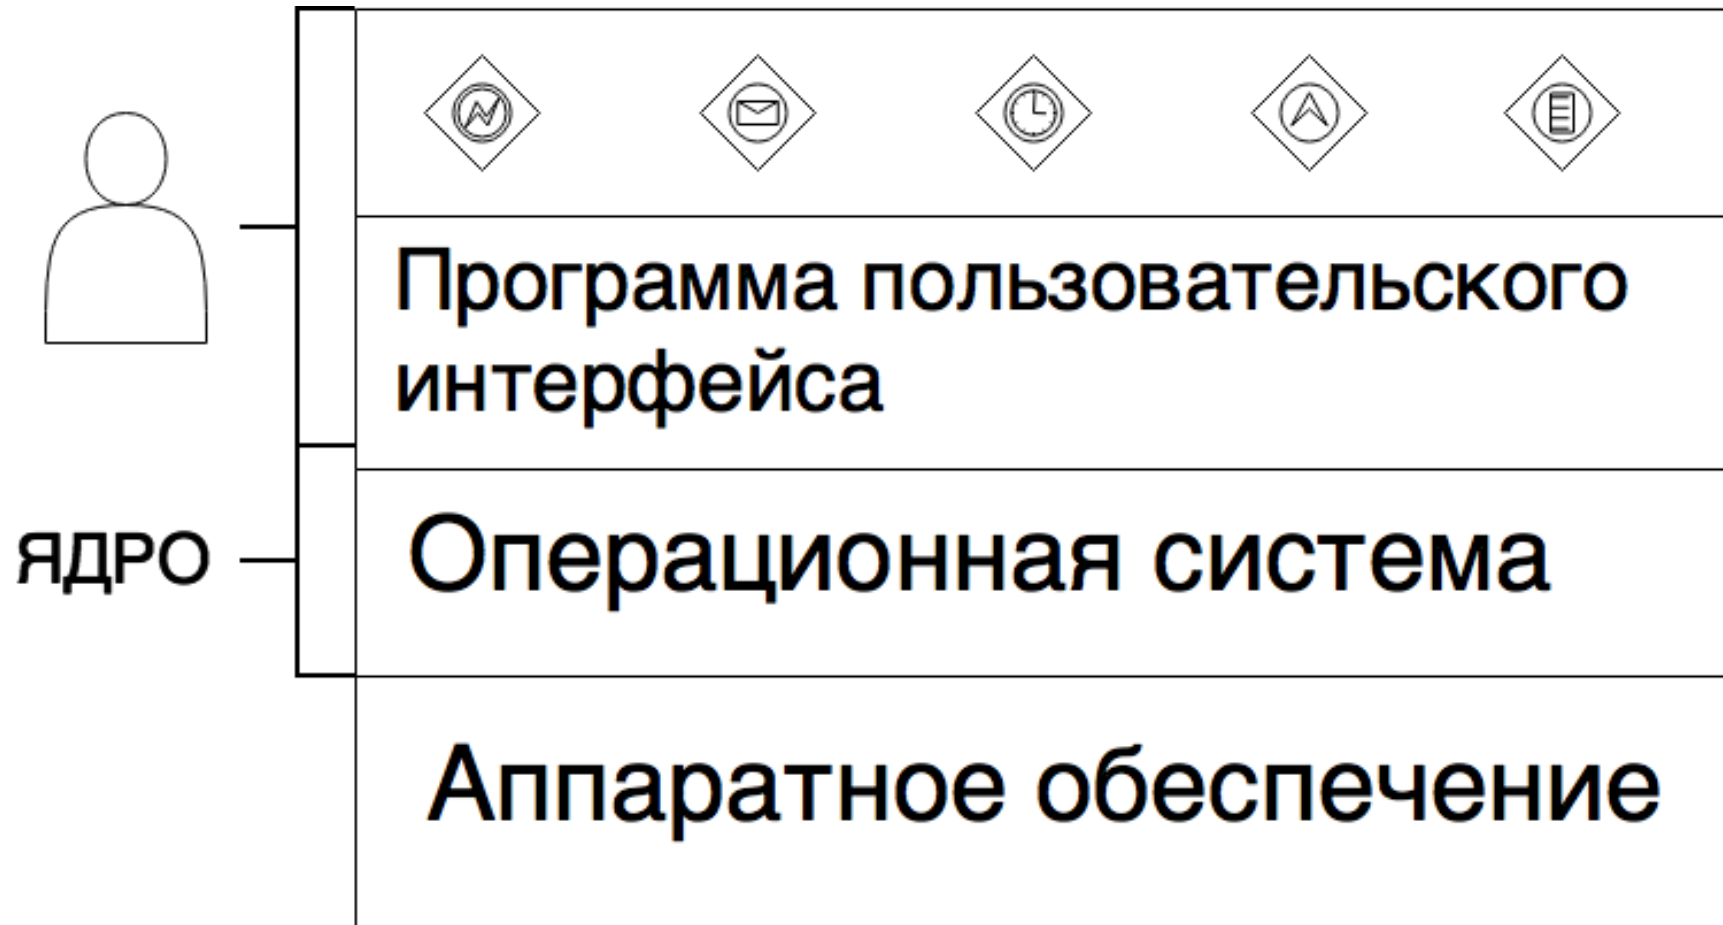 Программа пользовательского
интерфейса
ЯДРО
Операционная система
Аппаратное обеспечение